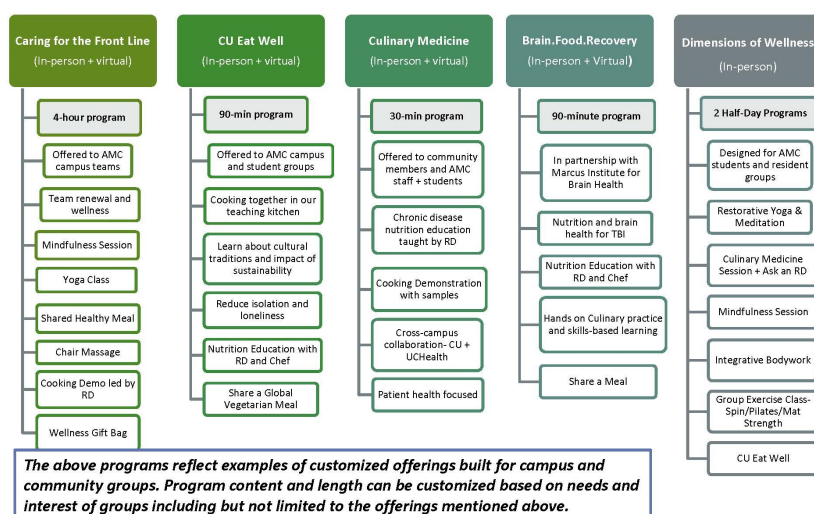 Caring for the Front Line
(In-person + virtual)
4-hour program
Offered to AMC
campus teams
Team renewal and
wellness
Mindfulness Session
Yoga Class
Shared Healthy Meal
Chair Massage
Cooking Demo led by
RD
Wellness Gift Bag
CU Eat Well
(In-person + virtual)
90-min program
Offered to AMC campus
and student groups
Cooking together in our
teaching kitchen
Learn about cultural
traditions and impact of
sustainability
Reduce isolation and
loneliness
Nutrition Education with
RD and Chef
Share a Global
Vegetarian Meal
Culinary Medicine
(In-person + virtual)
30-min program
Offered to community
members and AMC
staff + students
Chronic disease
nutrition education
taught by RD
Cooking Demonstration
with samples
Cross-campus
collaboration- CU +
UCHealth
Patient health focused
Brain.Food.Recovery
(In-person + Virtual)
90-minute program
In partnership with
Marcus Institute for
Brain Health
Nutrition and brain
health for TBI
Nutrition Education with
RD and Chef
Hands on Culinary practice
and skills-based learning
Share a Meal
Dimensions of Wellness
(In-person)
2 Half-Day Programs
Designed for AMC
students and resident
groups
Restorative Yoga &
Meditation
Culinary Medicine
Session + Ask an RD
Mindfulness Session
Integrative Bodywork
Group Exercise Class-
Spin/Pilates/Mat
Strength
CU Eat Well
The above programs reflect examples of customized offerings built for campus and
community groups. Program content and length can be customized based on needs and
interest of groups including but not limited to the offerings mentioned above.